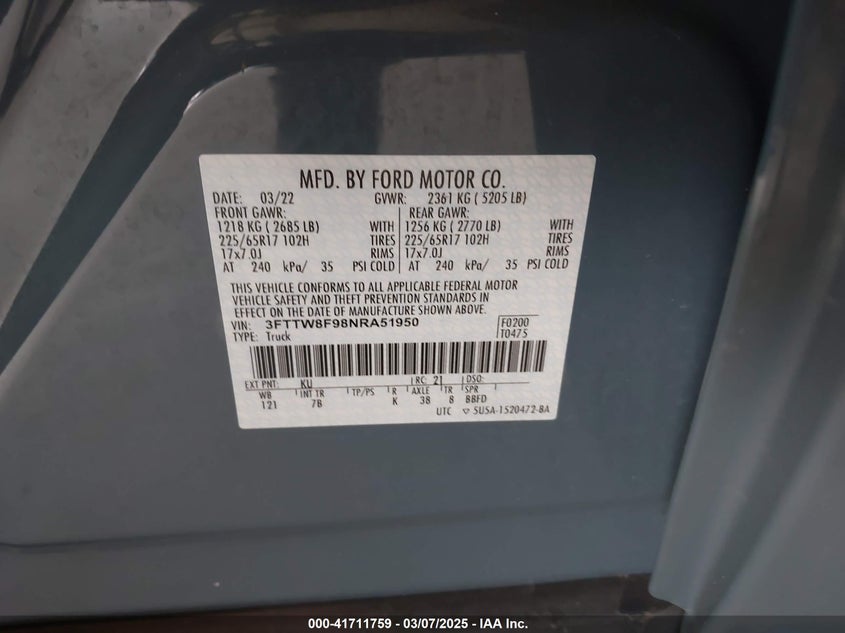 MFD. BY FORD MOTOR CO.
DATE: 03/22 GVWR: 2361 KG ( 5205 LB)
FRONT GAWR: REAR GAWR:
1218 KG ( 2685 LB) WITH 1256 KG ( 2770 LB) WITH
225/65R17 102H TIRES 225/65R17 102H TIRES
17x7.0J RIMS 17x7.0J RIMS
AT 240 kPa/ 35 PSI COLD AT 240 kPa/ 35 PSI COLD
THIS VEHICLE CONFORMS TO ALL APPLICABLE FEDERAL MOTOR
VEHICLE SAFETY AND THEFT PREVENTION STANDARDS IN
EFFECT ON THE DATE OF MANUFACTURE SHOWN ABOVE.
VIN: 3FTTW8F98NRA51950 F0200
TYPE: Truck T0475
EXT PNT: KU RC: 21 DSO:
WB INT TR TP/PS R AXLE TR SPR
121 7B K 38 8 BBFD
UTC 5U5A-1520472-BA
000-41711759 - 03/07/2025 - IAA Inc.